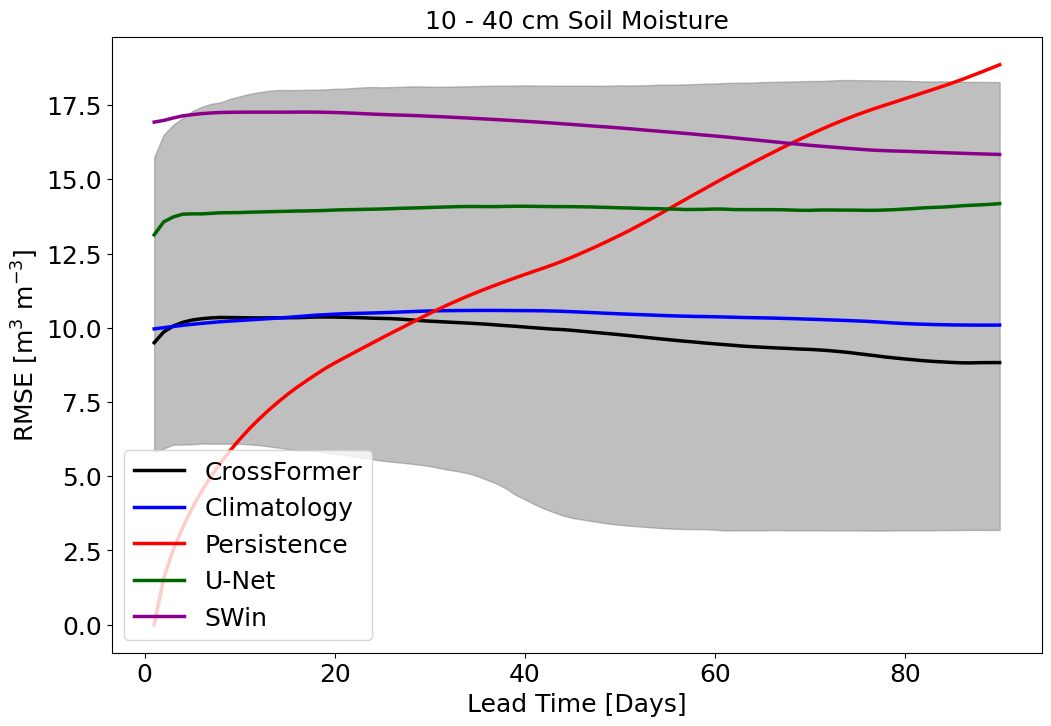 10 - 40 cm Soil Moisture
RMSE [m³ m⁻³]
17.5
15.0
12.5
10.0
7.5
5.0
2.5
0.0
CrossFormer
Climatology
Persistence
U-Net
SWin
0 20 40 60 80
Lead Time [Days]